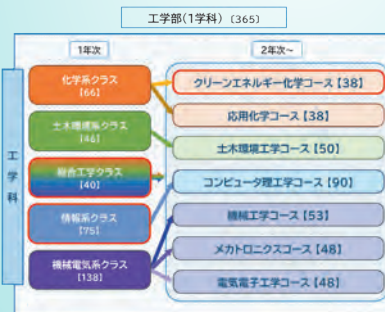 工学部(1学科)〔365〕
1年次
2年次～
工学科
化学系クラス
【66】
土木環境系クラス
【46】
総合工学クラス
【40】
情報系クラス
【75】
機械電気系クラス
【138】
クリーンエネルギー化学コース【38】
応用化学コース【38】
土木環境工学コース【50】
コンピュータ理工学コース【90】
機械工学コース【53】
メカトロニクスコース【48】
電気電子工学コース【48】